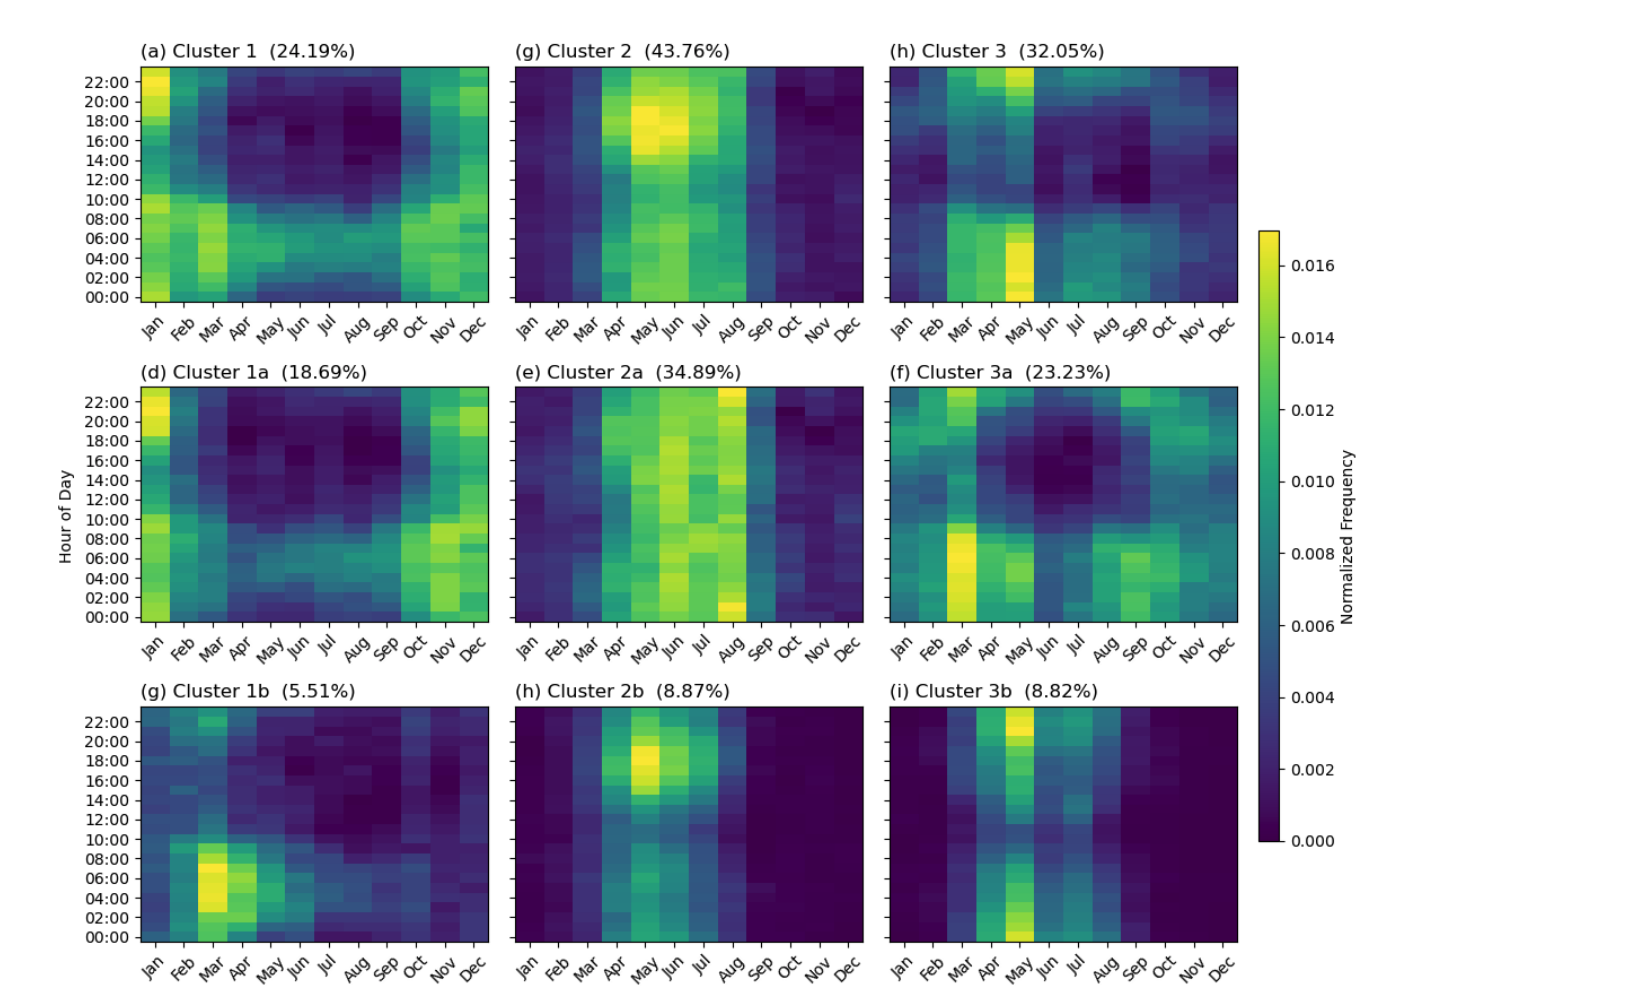 (a) Cluster 1 (24.19%)
(g) Cluster 2 (43.76%)
(h) Cluster 3 (32.05%)
22:00
20:00
18:00
16:00
14:00
12:00
10:00
08:00
06:00
04:00
02:00
00:00
Jan Feb Mar Apr May Jun Jul Aug Sep Oct Nov Dec
Jan Feb Mar Apr May Jun Jul Aug Sep Oct Nov Dec
Jan Feb Mar Apr May Jun Jul Aug Sep Oct Nov Dec
(d) Cluster 1a (18.69%)
(e) Cluster 2a (34.89%)
(f) Cluster 3a (23.23%)
Hour of Day
22:00
20:00
18:00
16:00
14:00
12:00
10:00
08:00
06:00
04:00
02:00
00:00
Jan Feb Mar Apr May Jun Jul Aug Sep Oct Nov Dec
Jan Feb Mar Apr May Jun Jul Aug Sep Oct Nov Dec
Jan Feb Mar Apr May Jun Jul Aug Sep Oct Nov Dec
(g) Cluster 1b (5.51%)
(h) Cluster 2b (8.87%)
(i) Cluster 3b (8.82%)
22:00
20:00
18:00
16:00
14:00
12:00
10:00
08:00
06:00
04:00
02:00
00:00
Jan Feb Mar Apr May Jun Jul Aug Sep Oct Nov Dec
Jan Feb Mar Apr May Jun Jul Aug Sep Oct Nov Dec
Jan Feb Mar Apr May Jun Jul Aug Sep Oct Nov Dec
0.016
0.014
0.012
0.010
0.008
0.006
0.004
0.002
0.000
Normalized Frequency